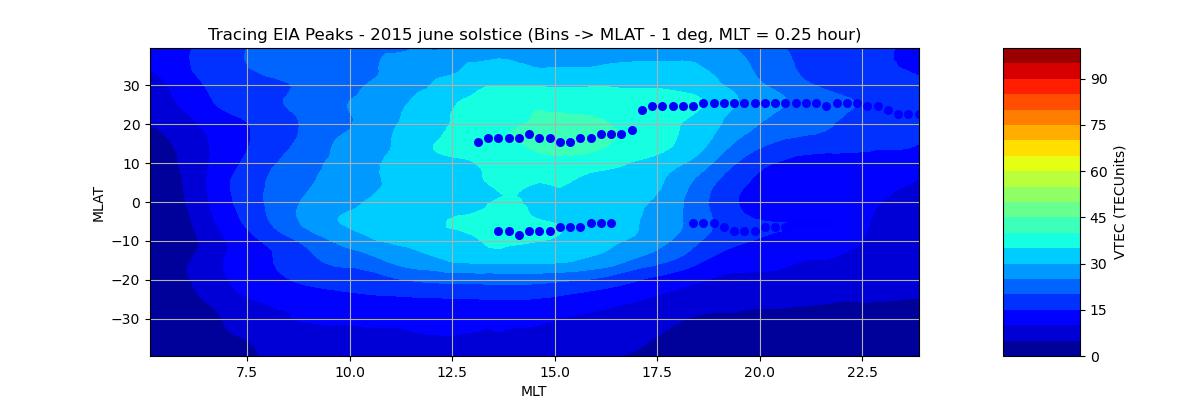 Tracing EIA Peaks - 2015 june solstice (Bins -> MLAT - 1 deg, MLT = 0.25 hour)
MLAT
30
20
10
0
−10
−20
−30
7.5 10.0 12.5 15.0 17.5 20.0 22.5
MLT
90
75
60
45
30
15
0
VTEC (TECUnits)